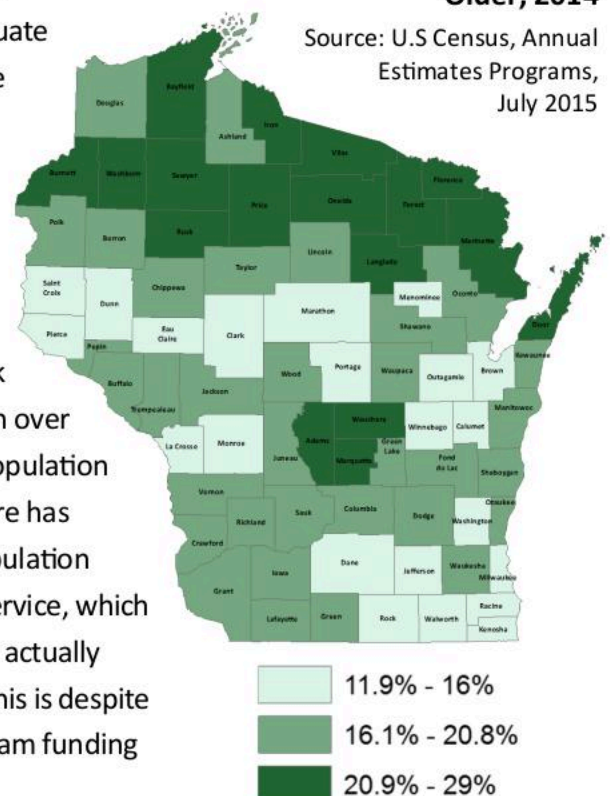 Older, 2014
Source: U.S Census, Annual
Estimates Programs,
July 2015
uate
e
k
n over
opulation
re has
ulation
ervice, which
actually
his is despite
am funding
Douglas
Bayfield
Ashland
Iron
Vilas
Burnett
Washburn
Sawyer
Price
Oneida
Forest
Florence
Marinette
Polk
Barron
Rusk
Lincoln
Langlade
Taylor
Chippewa
Oconto
Menominee
Saint
Croix
Dunn
Marathon
Clark
Eau
Claire
Shawano
Door
Pierce
Pepin
Kewaunee
Buffalo
Wood
Portage
Waupaca
Outagamie
Brown
Jackson
Trempealeau
Manitowoc
Adams
Waushara
Winnebago
Calumet
La Crosse
Monroe
Juneau
Marquette
Green
Lake
Fond
du Lac
Sheboygan
Vernon
Richland
Sauk
Columbia
Dodge
Washington
Ozaukee
Crawford
Dane
Jefferson
Waukesha
Milwaukee
Grant
Iowa
Lafayette
Green
Rock
Walworth
Racine
Kenosha
11.9% - 16%
16.1% - 20.8%
20.9% - 29%